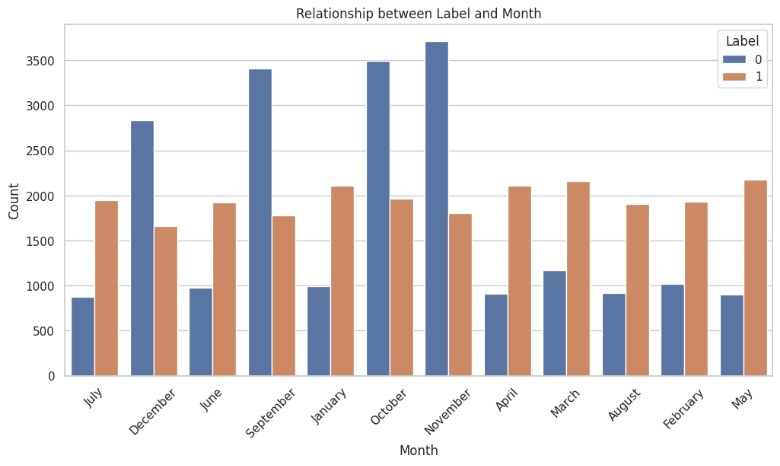 Relationship between Label and Month
Label
0
1
Count
3500
3000
2500
2000
1500
1000
500
0
July
December
June
September
January
October
November
April
March
August
February
May
Month